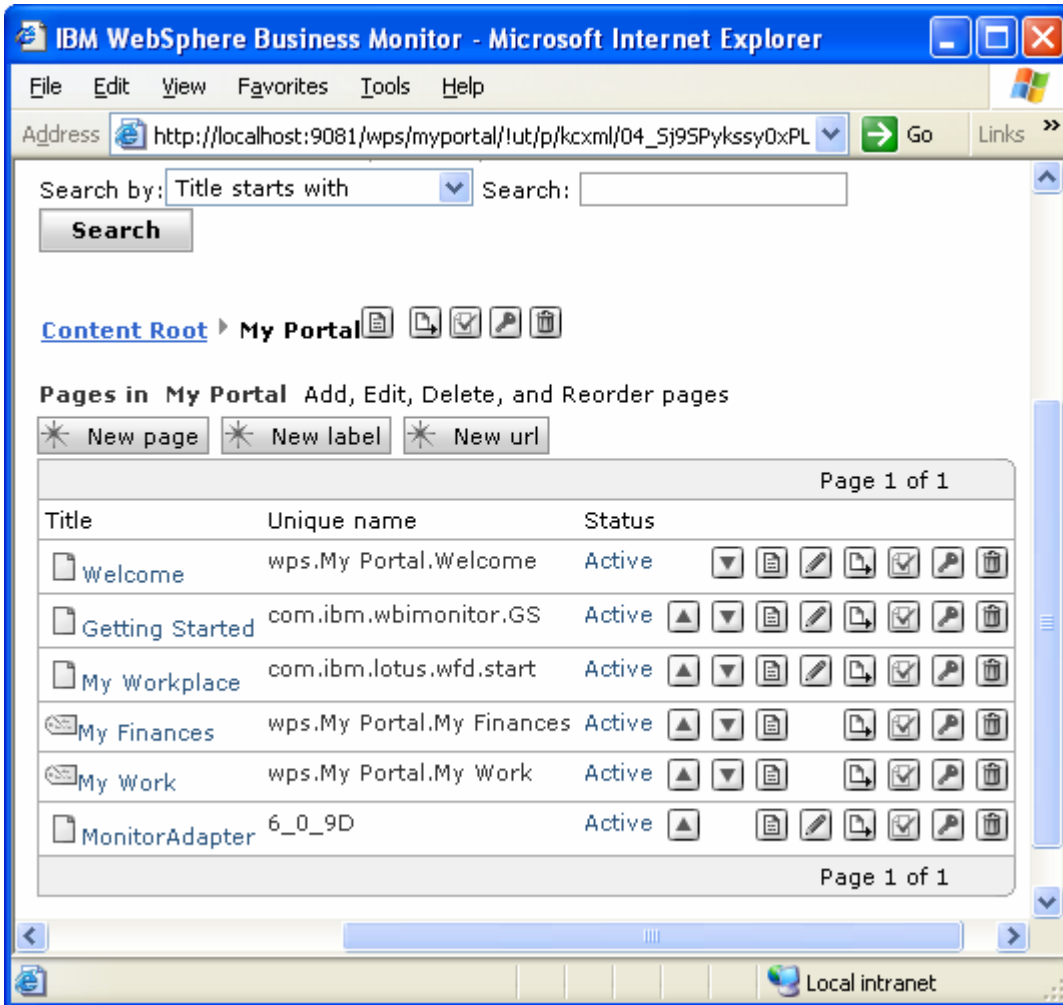 IBM WebSphere Business Monitor - Microsoft Internet Explorer
File Edit View Favorites Tools Help
Address http://localhost:9081/wps/myportal/!ut/p/kcxml/04_Sj9SPykssy0xPL Go Links »
Search by: Title starts with Search:
Search
Content Root My Portal
Pages in My Portal Add, Edit, Delete, and Reorder pages
New page New label New url
Page 1 of 1
Title Unique name Status
Welcome wps.My Portal.Welcome Active
Getting Started com.ibm.wbimonitor.GS Active
My Workplace com.ibm.lotus.wfd.start Active
My Finances wps.My Portal.My Finances Active
My Work wps.My Portal.My Work Active
MonitorAdapter 6_0_9D Active
Page 1 of 1
Local intranet